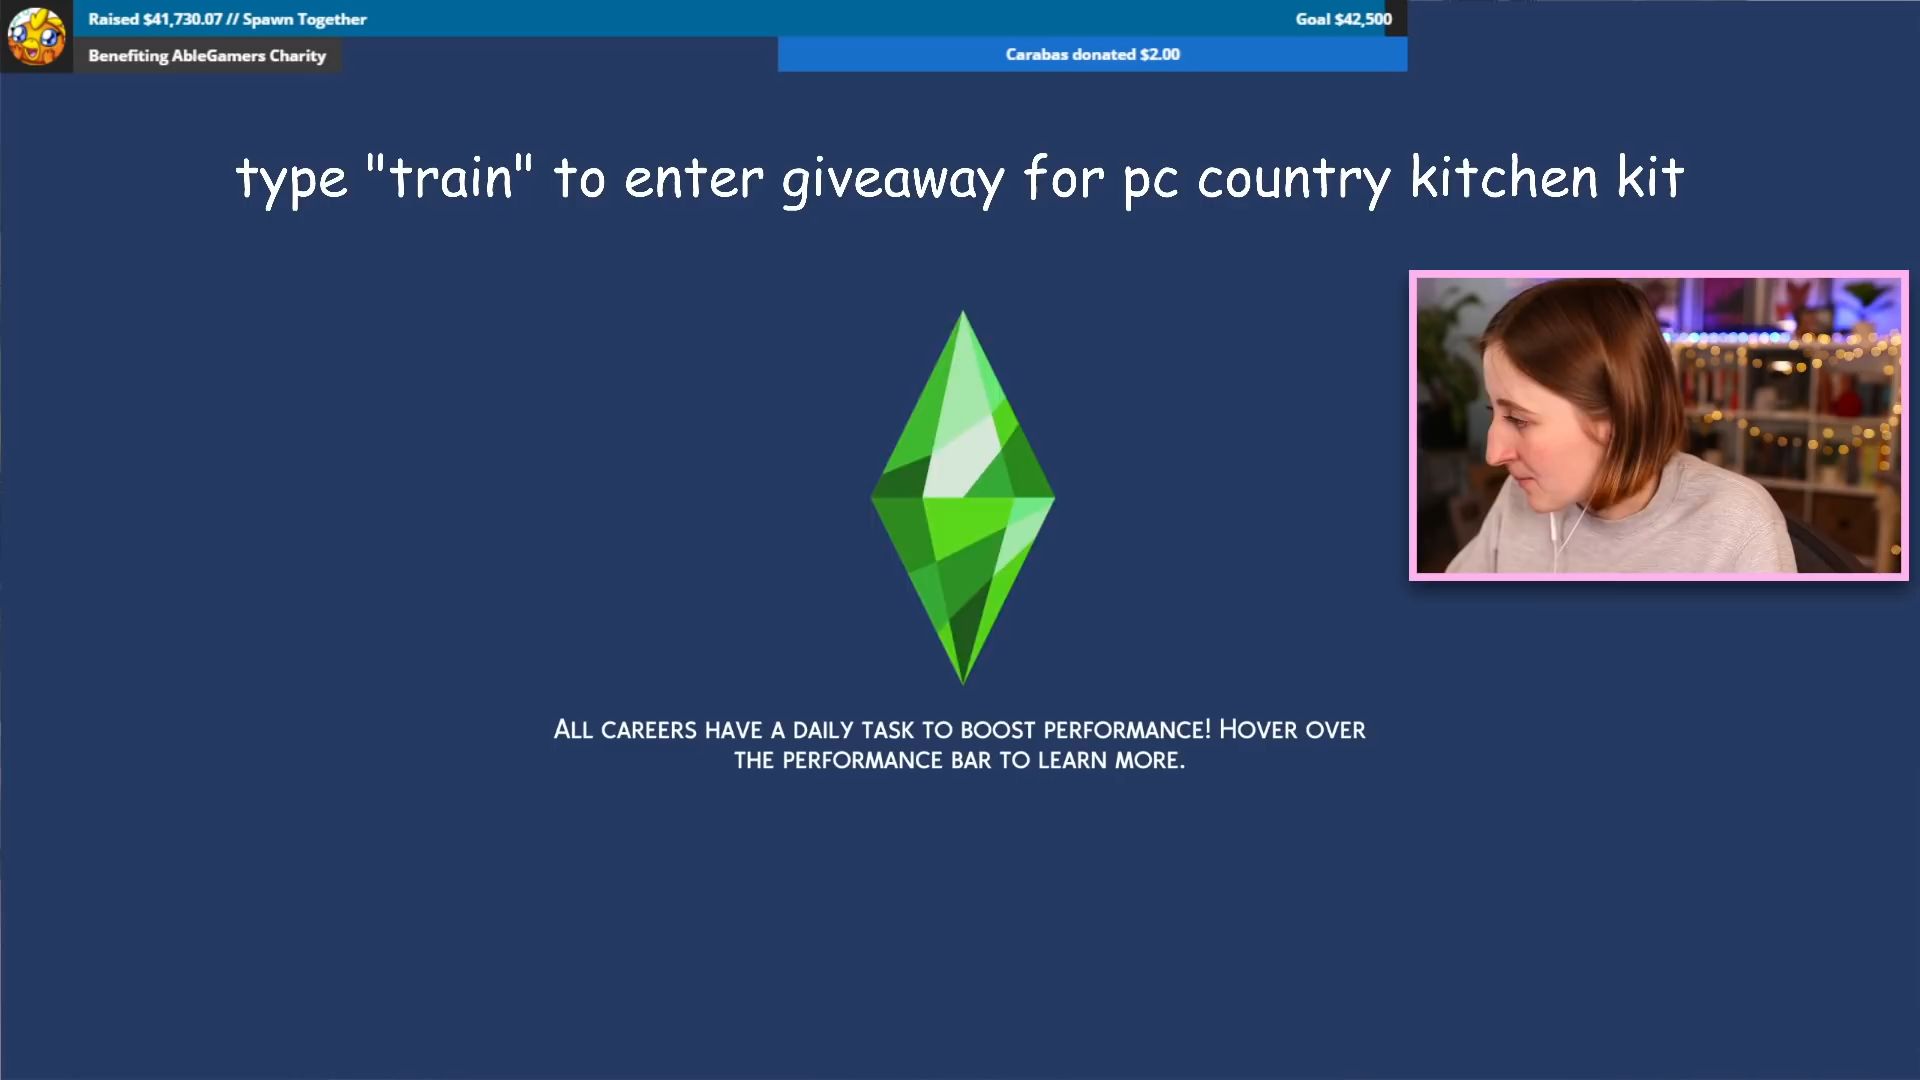 Raised $41,730.07 // Spawn Together
Goal $42,500
Benefiting AbleGamers Charity
Carabas donated $2.00
type "train" to enter giveaway for pc country kitchen kit
ALL CAREERS HAVE A DAILY TASK TO BOOST PERFORMANCE! HOVER OVER
THE PERFORMANCE BAR TO LEARN MORE.